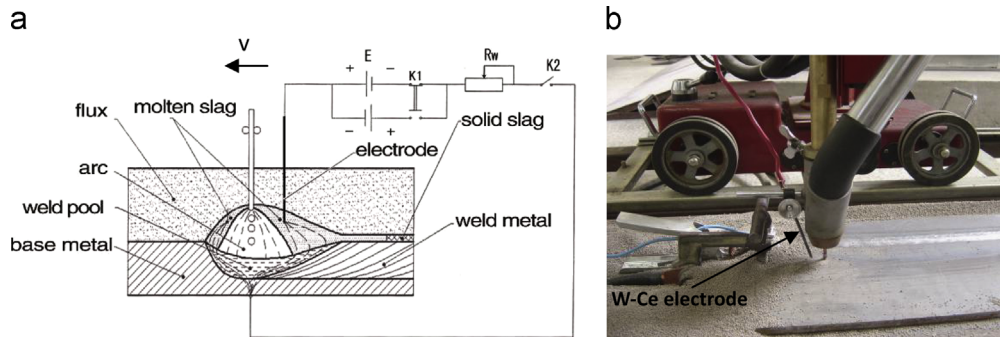 a
b
V
E
K1
Rw
K2
+
-
-
+
flux
molten slag
solid slag
electrode
arc
weld pool
weld metal
base metal
W-Ce electrode